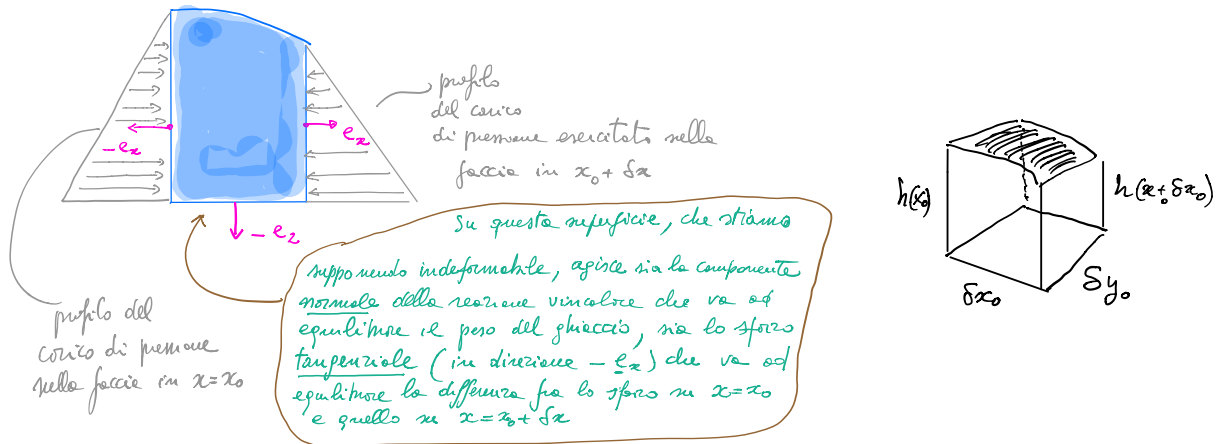 profilo
del carico
di pressione esercitato nella
faccia in x₀ + δx
-eₓ
eₓ
-e_z
profilo del
carico di pressione
nella faccia in x = x₀
Su questa superficie, che stiamo
supponendo indeformabile, agisce sia la componente
normale della reazione vincolare che va ad
equilibrare il peso del ghiaccio, sia lo sforzo
tangenziale (in direzione - eₓ) che va ad
equilibrare la differenza fra lo sforzo su x = x₀
e quello su x = x₀ + δx
h(x₀)
h(x₀+δx₀)
δx₀
δy₀